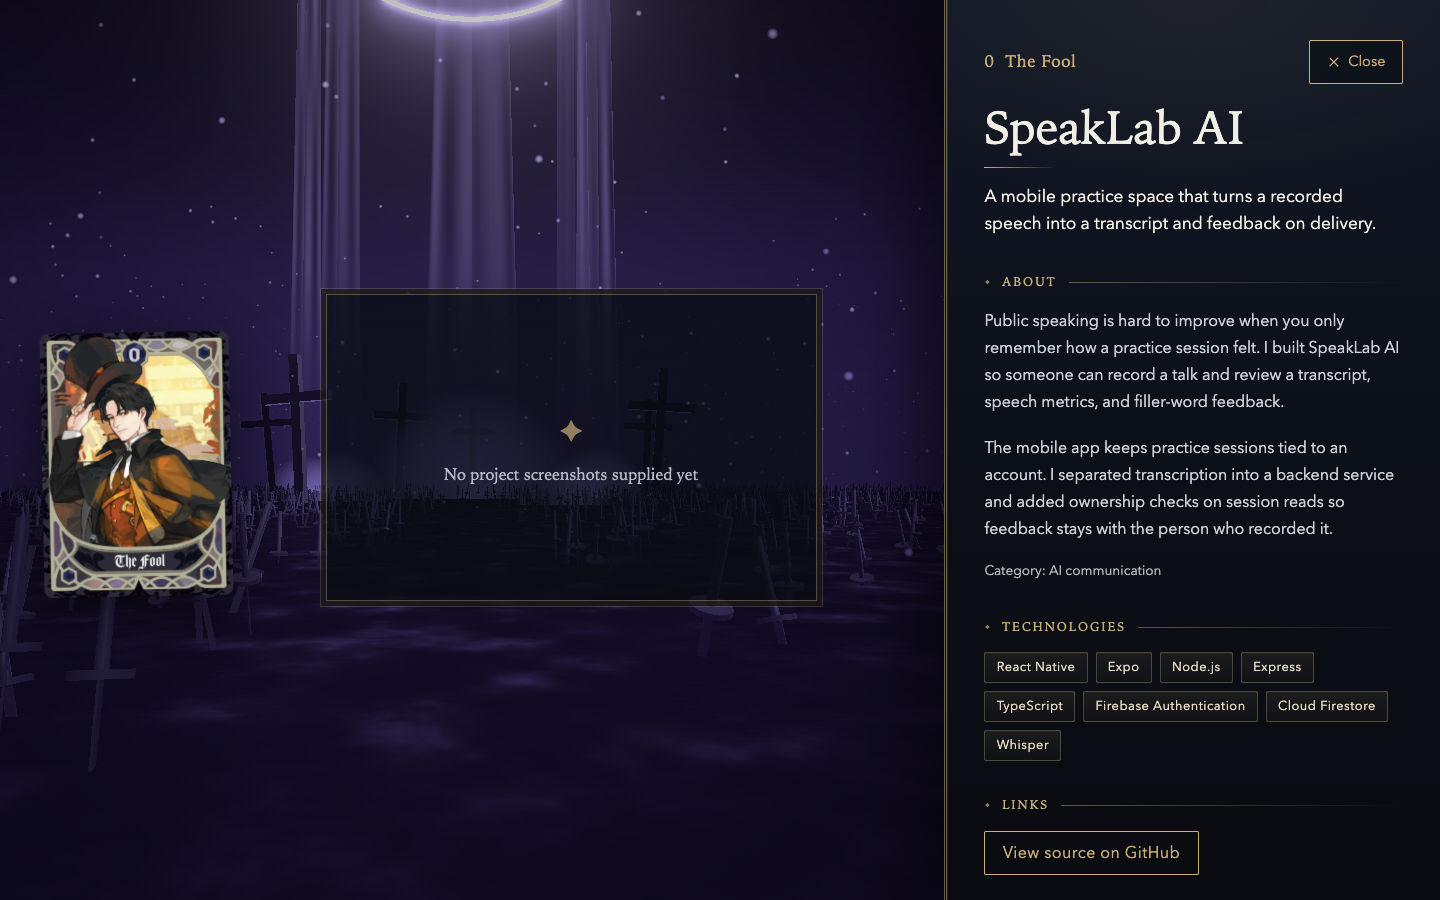 0
The Fool
No project screenshots supplied yet
0 The Fool
Close
SpeakLab AI
A mobile practice space that turns a recorded
speech into a transcript and feedback on delivery.
ABOUT
Public speaking is hard to improve when you only
remember how a practice session felt. I built SpeakLab AI
so someone can record a talk and review a transcript,
speech metrics, and filler-word feedback.
The mobile app keeps practice sessions tied to an
account. I separated transcription into a backend service
and added ownership checks on session reads so
feedback stays with the person who recorded it.
Category: AI communication
TECHNOLOGIES
React Native Expo Node.js Express
TypeScript Firebase Authentication Cloud Firestore
Whisper
LINKS
View source on GitHub